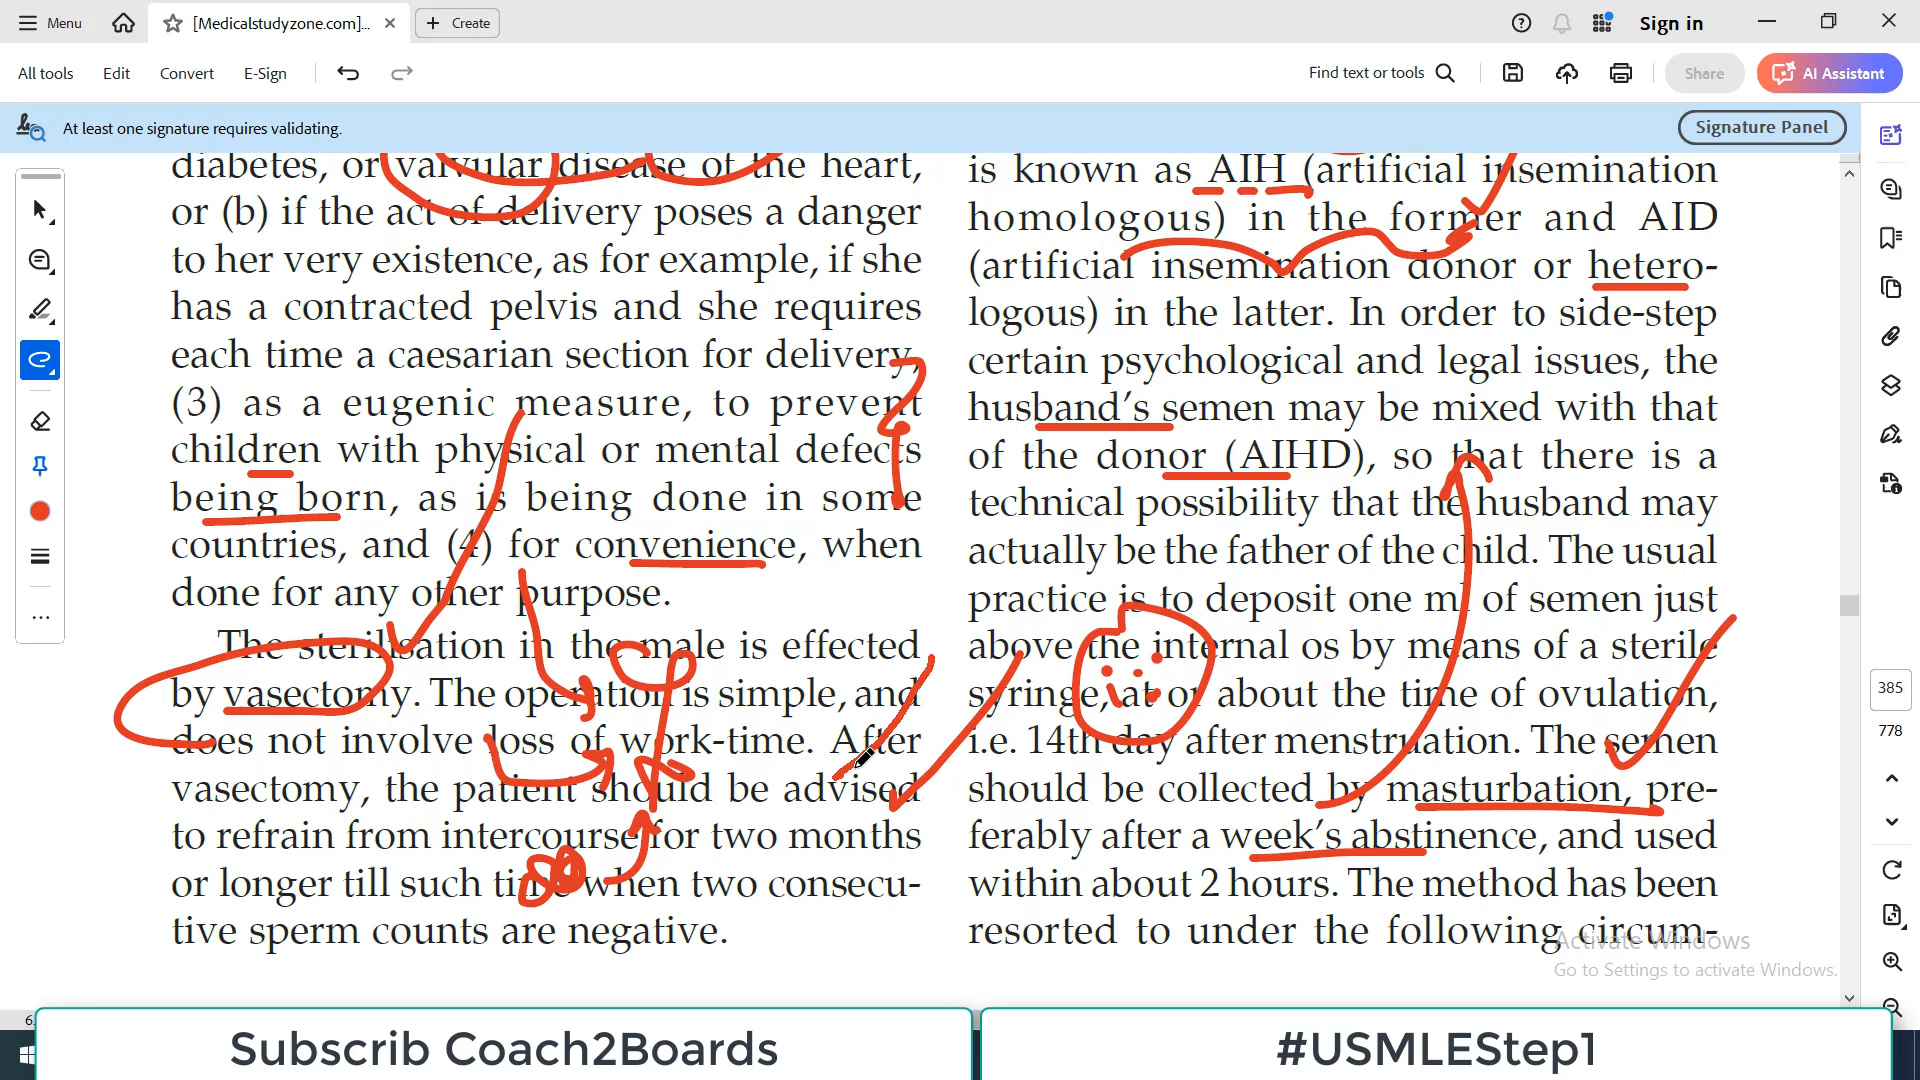 Menu
[Medicalstudyzone.com]...
Create
Sign in
All tools
Edit
Convert
E-Sign
Find text or tools
Share
AI Assistant
At least one signature requires validating.
Signature Panel
diabetes, or valvular disease of the heart,
or (b) if the act of delivery poses a danger
to her very existence, as for example, if she
has a contracted pelvis and she requires
each time a caesarian section for delivery,
(3) as a eugenic measure, to prevent
children with physical or mental defects
being born, as is being done in some
countries, and (4) for convenience, when
done for any other purpose.
The sterilisation in the male is effected
by vasectomy. The operation is simple, and
does not involve loss of work-time. After
vasectomy, the patient should be advised
to refrain from intercourse for two months
or longer till such time when two consecu-
tive sperm counts are negative.
is known as AIH (artificial insemination
homologous) in the former and AID
(artificial insemination donor or hetero-
logous) in the latter. In order to side-step
certain psychological and legal issues, the
husband's semen may be mixed with that
of the donor (AIHD), so that there is a
technical possibility that the husband may
actually be the father of the child. The usual
practice is to deposit one ml of semen just
above the internal os by means of a sterile
syringe, at or about the time of ovulation,
i.e. 14th day after menstruation. The semen
should be collected by masturbation, pre-
ferably after a week's abstinence, and used
within about 2 hours. The method has been
resorted to under the following circum-
385
778
Activate Windows
Go to Settings to activate Windows.
Subscrib Coach2Boards
#USMLEStep1